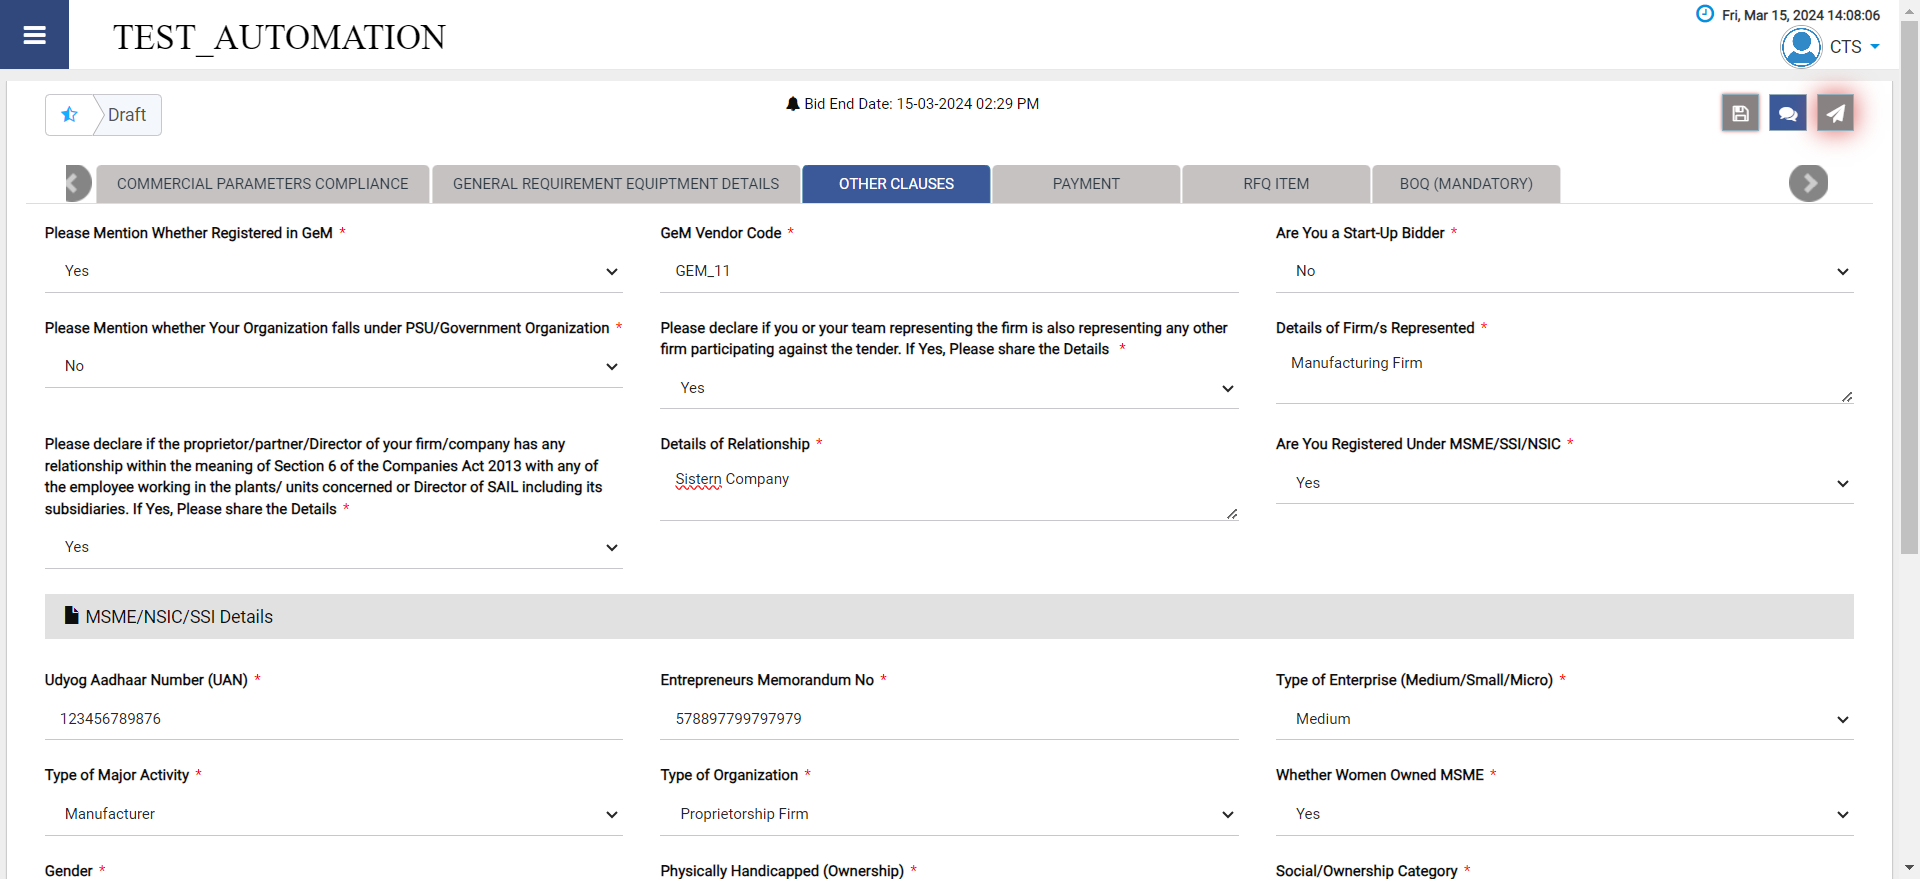 TEST_AUTOMATION
Fri, Mar 15, 2024 14:08:06
CTS
Draft
Bid End Date: 15-03-2024 02:29 PM
COMMERCIAL PARAMETERS COMPLIANCE
GENERAL REQUIREMENT EQUIPTMENT DETAILS
OTHER CLAUSES
PAYMENT
RFQ ITEM
BOQ (MANDATORY)
Please Mention Whether Registered in GeM *
Yes
GeM Vendor Code *
GEM_11
Are You a Start-Up Bidder *
No
Please Mention whether Your Organization falls under PSU/Government Organization *
No
Please declare if you or your team representing the firm is also representing any other
firm participating against the tender. If Yes, Please share the Details *
Yes
Details of Firm/s Represented *
Manufacturing Firm
Please declare if the proprietor/partner/Director of your firm/company has any
relationship within the meaning of Section 6 of the Companies Act 2013 with any of
the employee working in the plants/ units concerned or Director of SAIL including its
subsidiaries. If Yes, Please share the Details *
Yes
Details of Relationship *
Sistern Company
Are You Registered Under MSME/SSI/NSIC *
Yes
MSME/NSIC/SSI Details
Udyog Aadhaar Number (UAN) *
123456789876
Entrepreneurs Memorandum No *
578897799797979
Type of Enterprise (Medium/Small/Micro) *
Medium
Type of Major Activity *
Manufacturer
Type of Organization *
Proprietorship Firm
Whether Women Owned MSME *
Yes
Gender *
Physically Handicapped (Ownership) *
Social/Ownership Category *